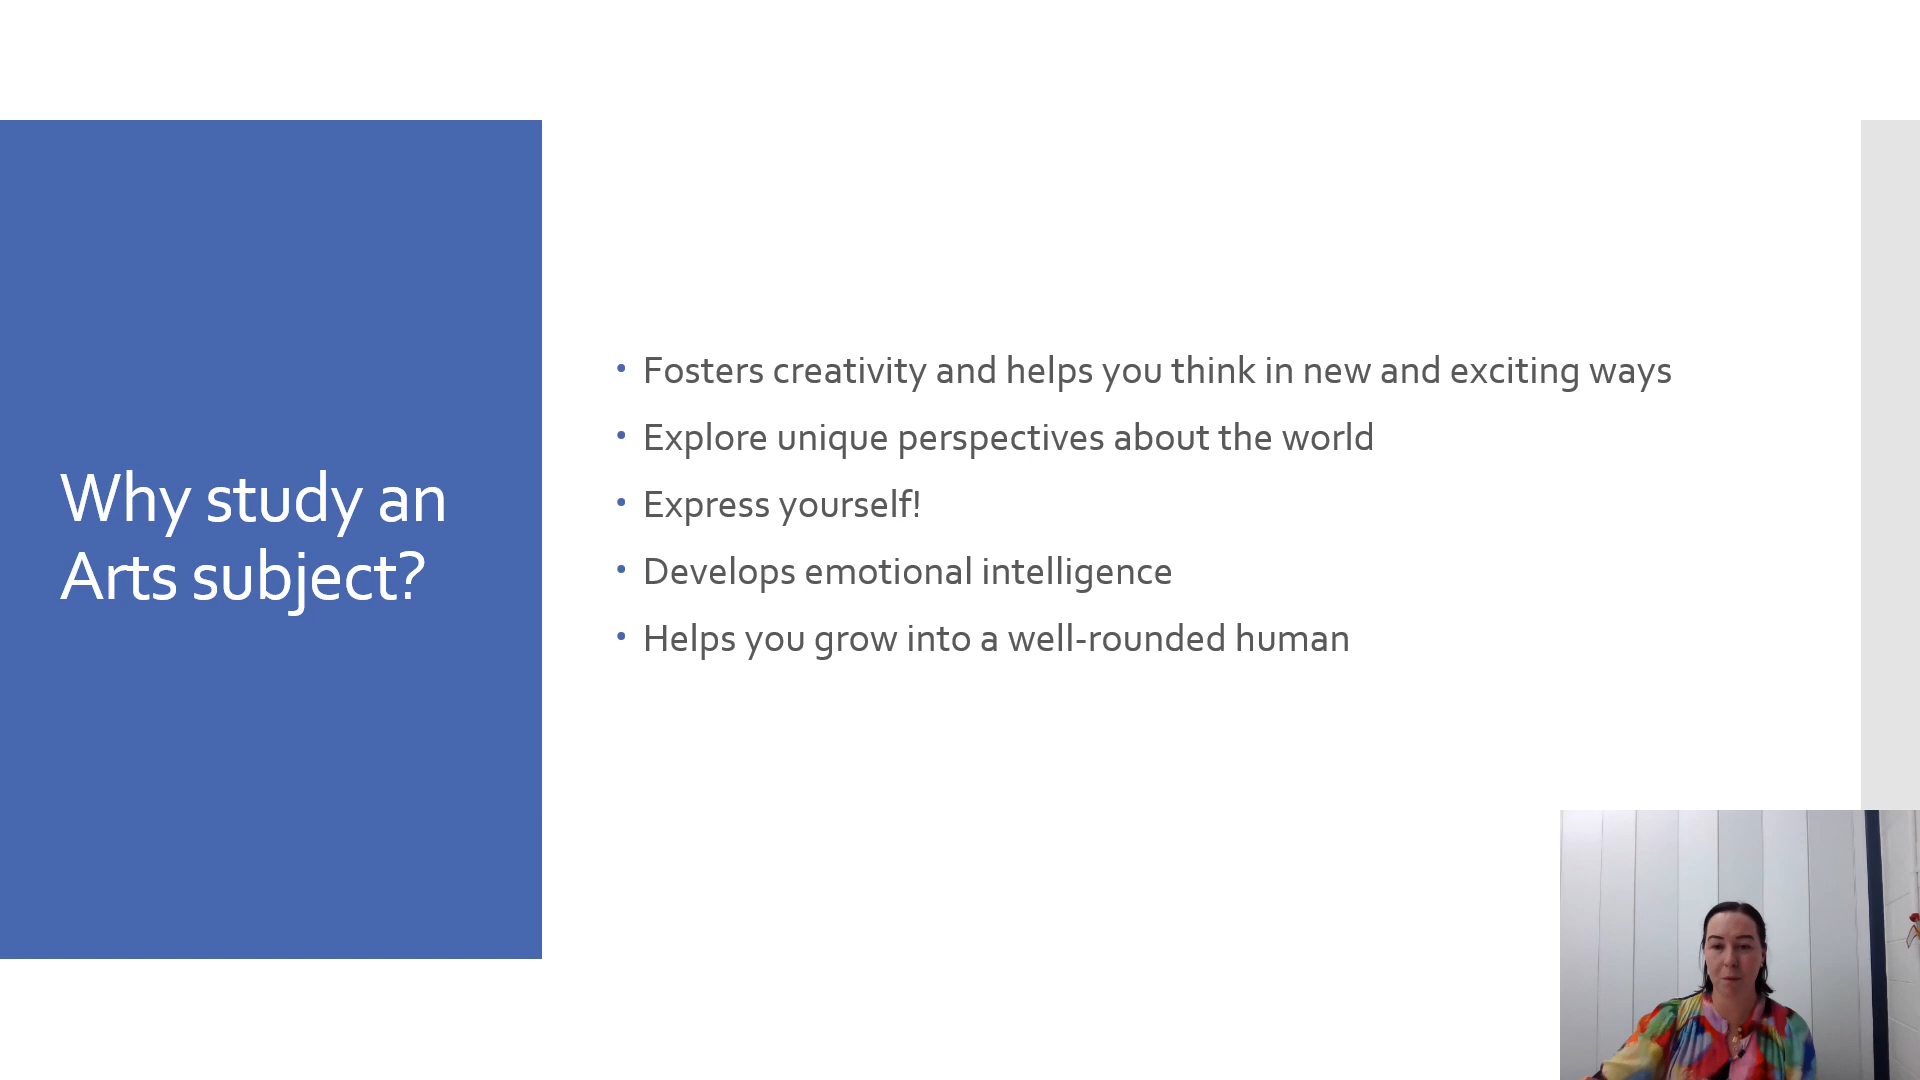 Why study an
Arts subject?
• Fosters creativity and helps you think in new and exciting ways
• Explore unique perspectives about the world
• Express yourself!
• Develops emotional intelligence
• Helps you grow into a well-rounded human